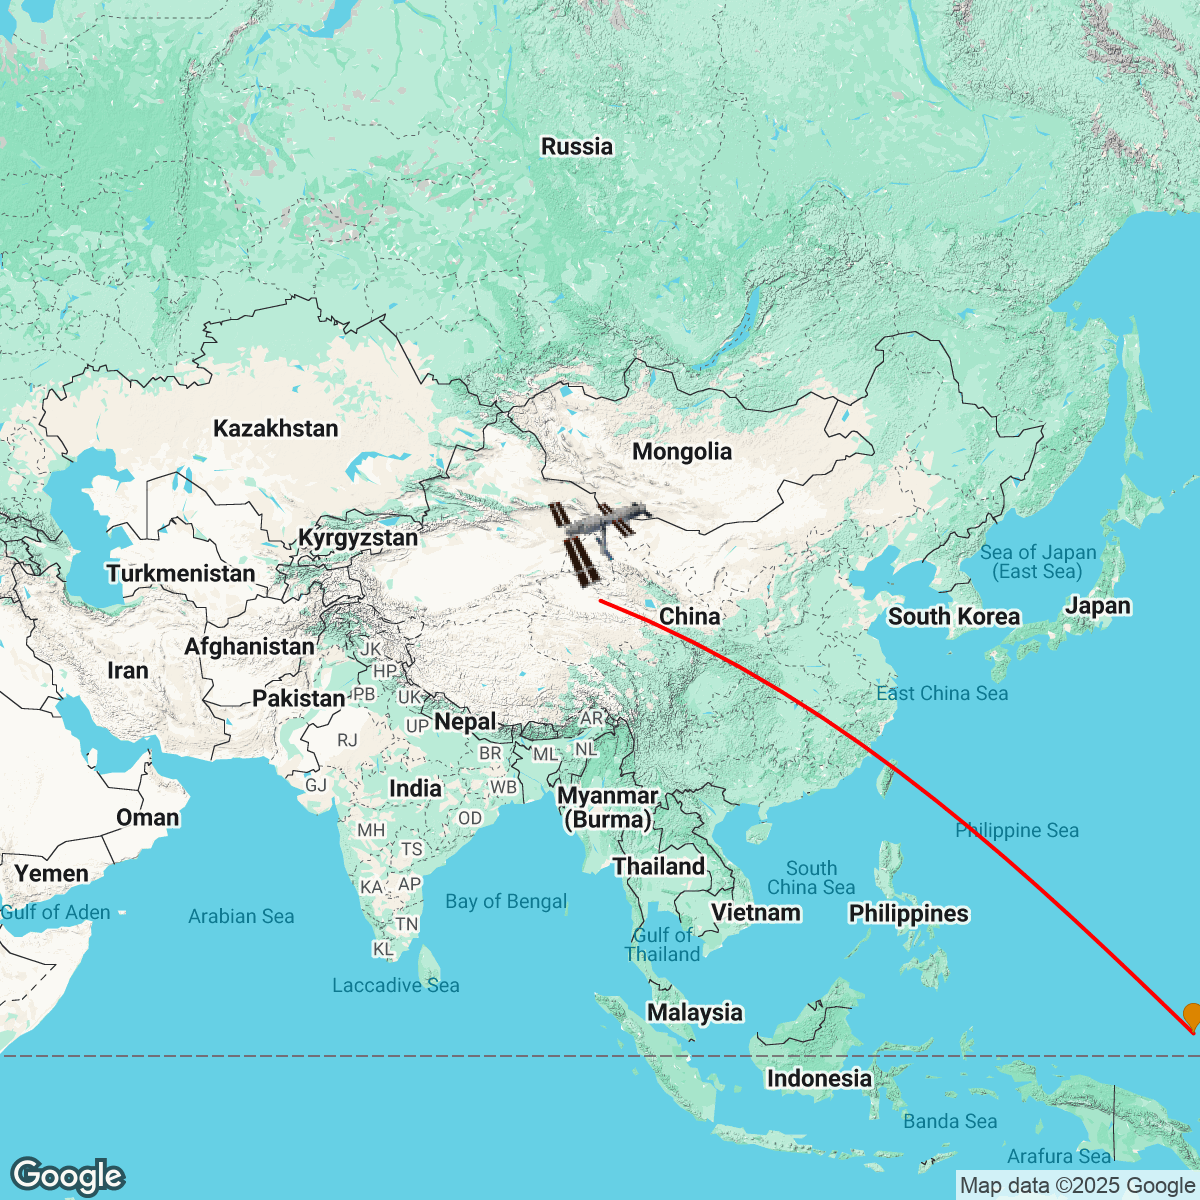 Russia
Kazakhstan
Mongolia
Kyrgyzstan
Sea of Japan
(East Sea)
Turkmenistan
China
South Korea
Japan
Afghanistan
JK
Iran
HP
Pakistan
PB
UK
East China Sea
Nepal
AR
UP
RJ
BR
ML
NL
GJ
India
WB
Myanmar
(Burma)
Oman
OD
MH
Philippine Sea
TS
Thailand
South
China Sea
Yemen
KA
AP
Bay of Bengal
Gulf of Aden
Arabian Sea
Vietnam
Philippines
TN
Gulf of
Thailand
KL
Laccadive Sea
Malaysia
Indonesia
Banda Sea
Arafura Sea
Google
Map data ©2025 Google